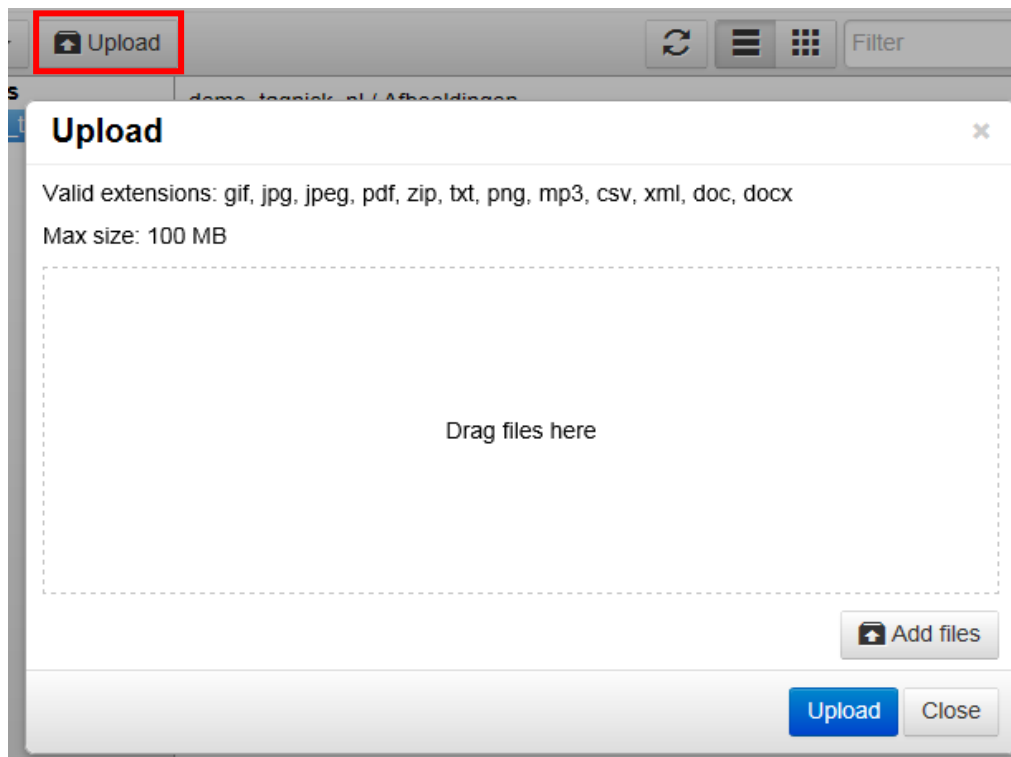 Upload
Filter
s
_t
Upload
Valid extensions: gif, jpg, jpeg, pdf, zip, txt, png, mp3, csv, xml, doc, docx
Max size: 100 MB
Drag files here
Add files
Upload Close